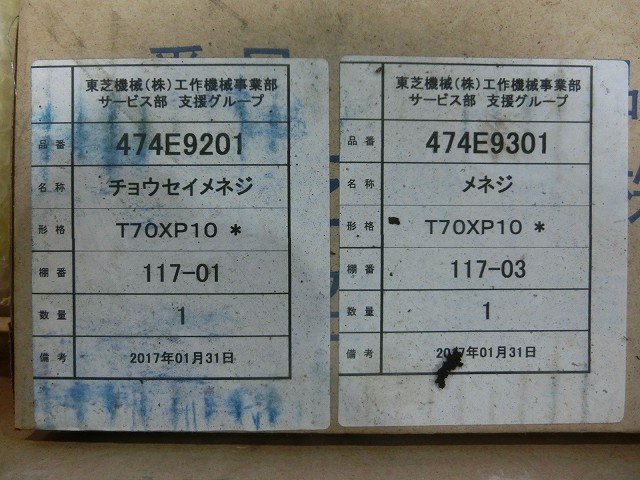 東芝機械(株)工作機械事業部
サービス部 支援グループ
品番 474E9201
名称 チョウセイメネジ
形格 T70XP10 *
棚番 117-01
数量 1
備考 2017年01月31日
東芝機械(株)工作機械事業部
サービス部 支援グループ
品番 474E9301
名称 メネジ
形格 T70XP10 *
棚番 117-03
数量 1
備考 2017年01月31日